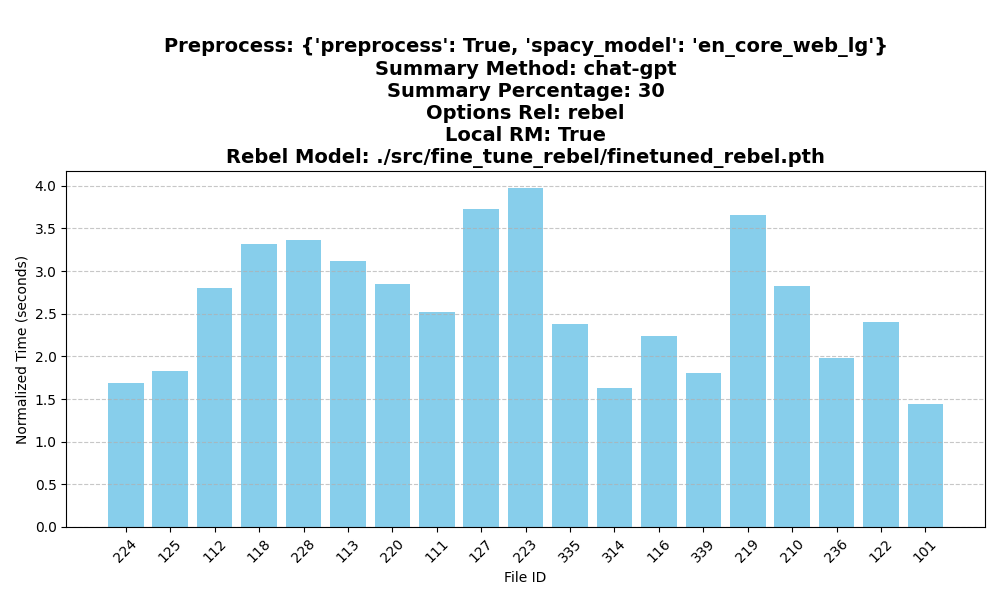 Preprocess: {'preprocess': True, 'spacy_model': 'en_core_web_lg'}
Summary Method: chat-gpt
Summary Percentage: 30
Options Rel: rebel
Local RM: True
Rebel Model: ./src/fine_tune_rebel/finetuned_rebel.pth
Normalized Time (seconds)
4.0
3.5
3.0
2.5
2.0
1.5
1.0
0.5
0.0
224 125 112 118 228 113 220 111 127 223 335 314 116 339 219 210 236 122 101
File ID